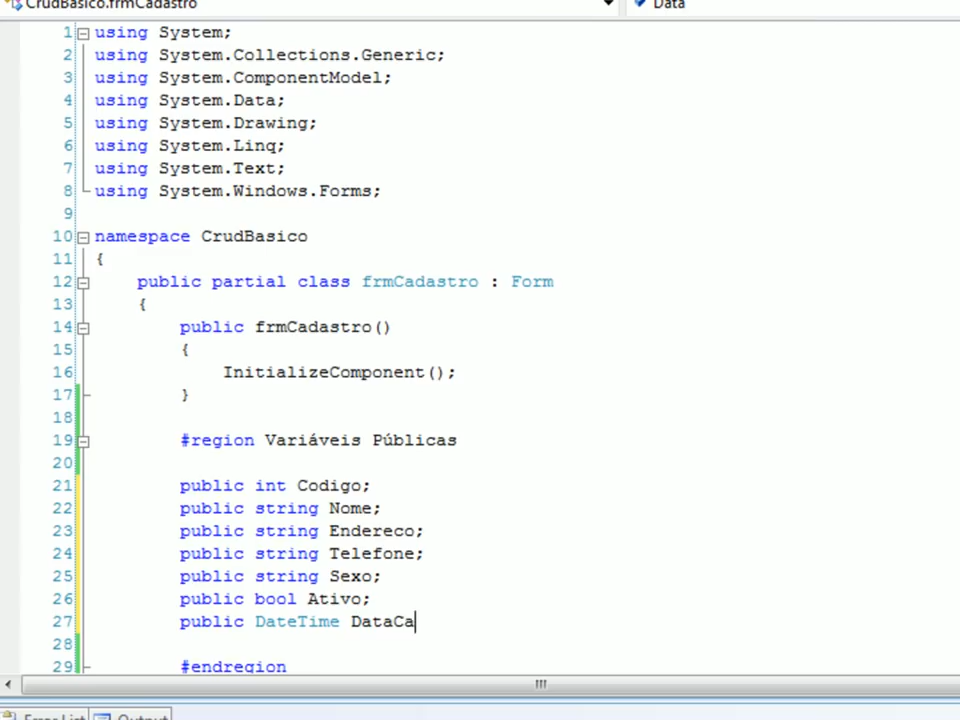 CrudBasico.frmCadastro Data
1 using System;
2 using System.Collections.Generic;
3 using System.ComponentModel;
4 using System.Data;
5 using System.Drawing;
6 using System.Linq;
7 using System.Text;
8 using System.Windows.Forms;
9
10 namespace CrudBasico
11 {
12 public partial class frmCadastro : Form
13 {
14 public frmCadastro()
15 {
16 InitializeComponent();
17 }
18
19 #region Variáveis Públicas
20
21 public int Codigo;
22 public string Nome;
23 public string Endereco;
24 public string Telefone;
25 public string Sexo;
26 public bool Ativo;
27 public DateTime DataCa
28
29 #endregion
Error List Output